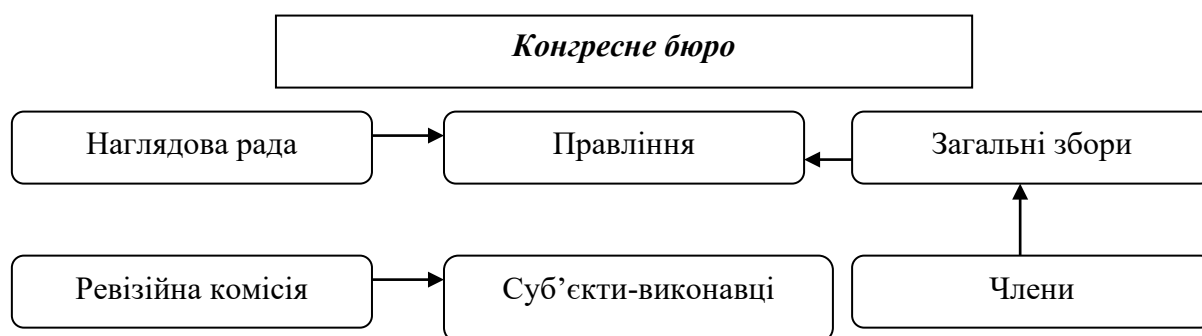 Конгресне бюро
Наглядова рада
Правління
Загальні збори
Ревізійна комісія
Суб’єкти-виконавці
Члени